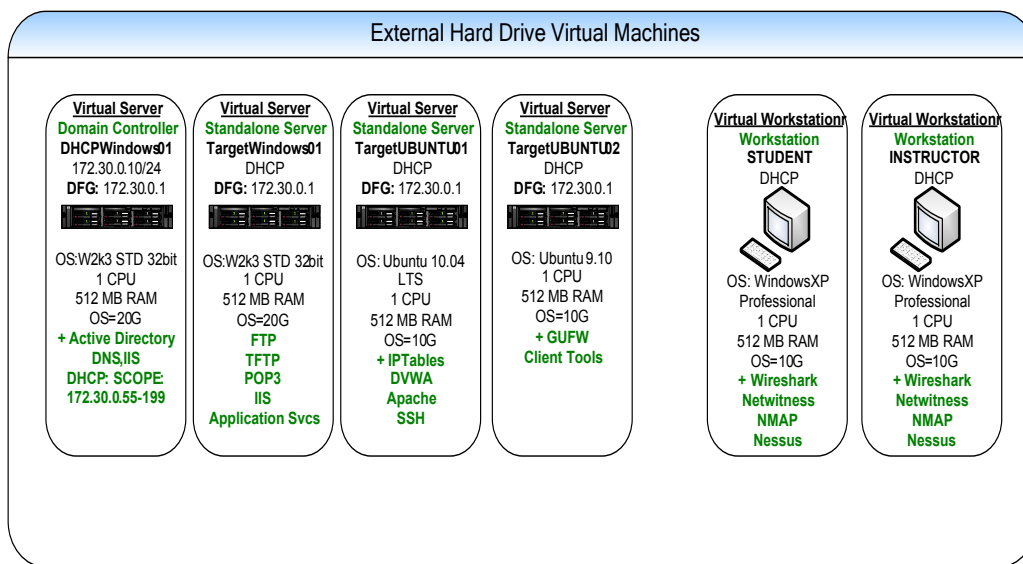 External Hard Drive Virtual Machines
Virtual Server
Domain Controller
DHCPWindows01
172.30.0.10/24
DFG: 172.30.0.1
OS:W2k3 STD 32bit
1 CPU
512 MB RAM
OS=20G
+ Active Directory
DNS,IIS
DHCP: SCOPE:
172.30.0.55-199
Virtual Server
Standalone Server
TargetWindows01
DHCP
DFG: 172.30.0.1
OS:W2k3 STD 32bit
1 CPU
512 MB RAM
OS=20G
FTP
TFTP
POP3
IIS
Application Svcs
Virtual Server
Standalone Server
TargetUBUNTU01
DHCP
DFG: 172.30.0.1
OS: Ubuntu 10.04
LTS
1 CPU
512 MB RAM
OS=10G
+ IPTables
DVWA
Apache
SSH
Virtual Server
Standalone Server
TargetUBUNTU02
DHCP
DFG: 172.30.0.1
OS: Ubuntu 9.10
1 CPU
512 MB RAM
OS=10G
+ GUFW
Client Tools
Virtual Workstationr
Workstation
STUDENT
DHCP
OS: WindowsXP
Professional
1 CPU
512 MB RAM
OS=10G
+ Wireshark
Netwitness
NMAP
Nessus
Virtual Workstationr
Workstation
INSTRUCTOR
DHCP
OS: WindowsXP
Professional
1 CPU
512 MB RAM
OS=10G
+ Wireshark
Netwitness
NMAP
Nessus